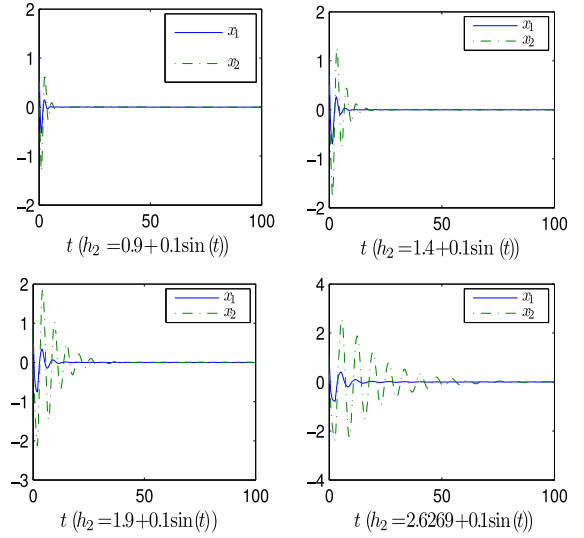 2
1
0
−1
−2
0
50
100
x1
x2
t (h2 =0.9+0.1sin(t))
2
1
0
−1
−2
0
50
100
x1
x2
t (h2 =1.4+0.1sin(t))
2
1
0
−1
−2
−3
0
50
100
x1
x2
t (h2 =1.9+0.1sin(t))
4
2
0
−2
−4
0
50
100
x1
x2
t (h2 =2.6269+0.1sin(t))